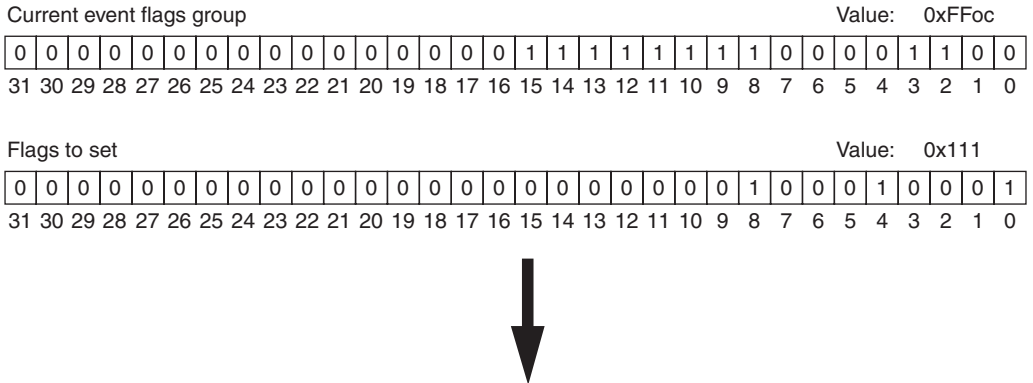 Current event flags group Value: 0xFFoc
0 0 0 0 0 0 0 0 0 0 0 0 0 0 0 0 1 1 1 1 1 1 1 1 0 0 0 0 1 1 0 0
31 30 29 28 27 26 25 24 23 22 21 20 19 18 17 16 15 14 13 12 11 10 9 8 7 6 5 4 3 2 1 0
Flags to set Value: 0x111
0 0 0 0 0 0 0 0 0 0 0 0 0 0 0 0 0 0 0 0 0 0 0 1 0 0 0 1 0 0 0 1
31 30 29 28 27 26 25 24 23 22 21 20 19 18 17 16 15 14 13 12 11 10 9 8 7 6 5 4 3 2 1 0